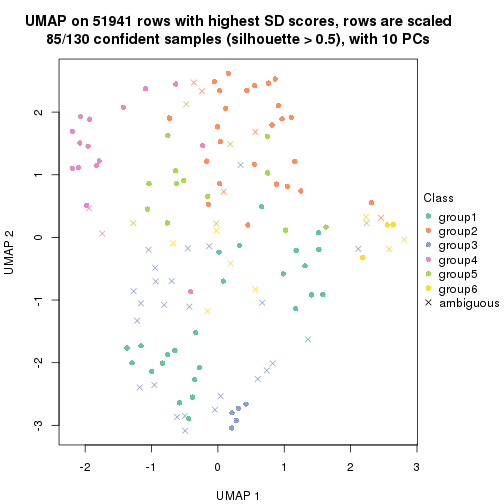 UMAP on 51941 rows with highest SD scores, rows are scaled
85/130 confident samples (silhouette > 0.5), with 10 PCs
UMAP 2
2
1
0
-1
-2
-3
-2
-1
0
1
2
3
UMAP 1
Class
group1
group2
group3
group4
group5
group6
ambiguous